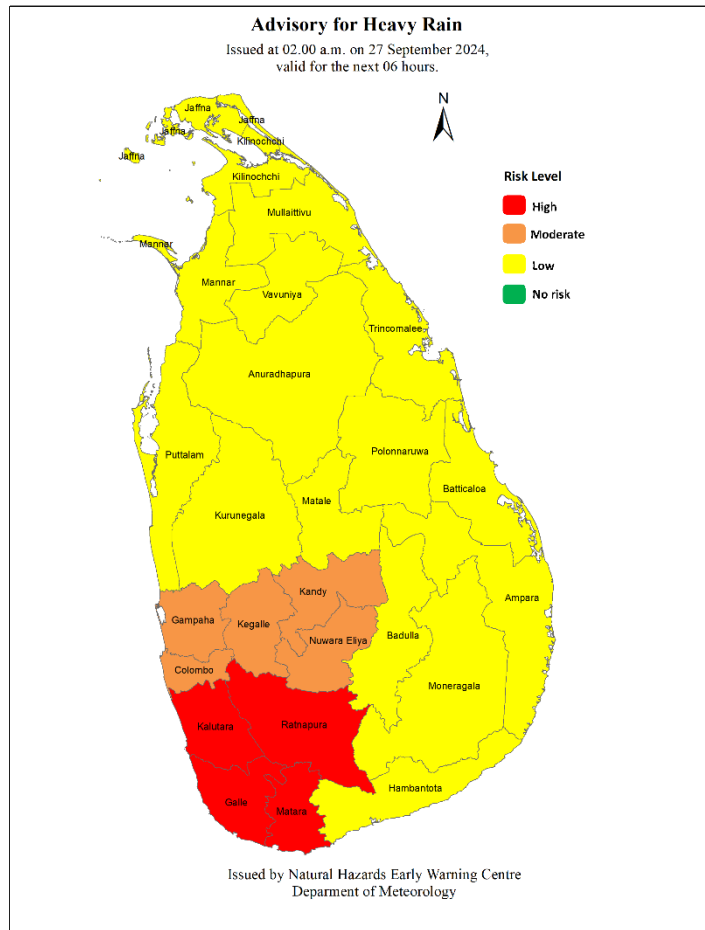 Advisory for Heavy Rain
Issued at 02.00 a.m. on 27 September 2024,
valid for the next 06 hours.
N
Risk Level
High
Moderate
Low
No risk
Jaffna
Jaffna
Jaffna
Kilinochchi
Jaffna
Kilinochchi
Mullaittivu
Mannar
Mannar
Vavuniya
Trincomalee
Anuradhapura
Polonnaruwa
Puttalam
Batticaloa
Matale
Kurunegala
Kandy
Ampara
Gampaha
Kegalle
Nuwara Eliya
Badulla
Colombo
Moneragala
Kalutara
Ratnapura
Hambantota
Galle
Matara
Issued by Natural Hazards Early Warning Centre
Deparment of Meteorology